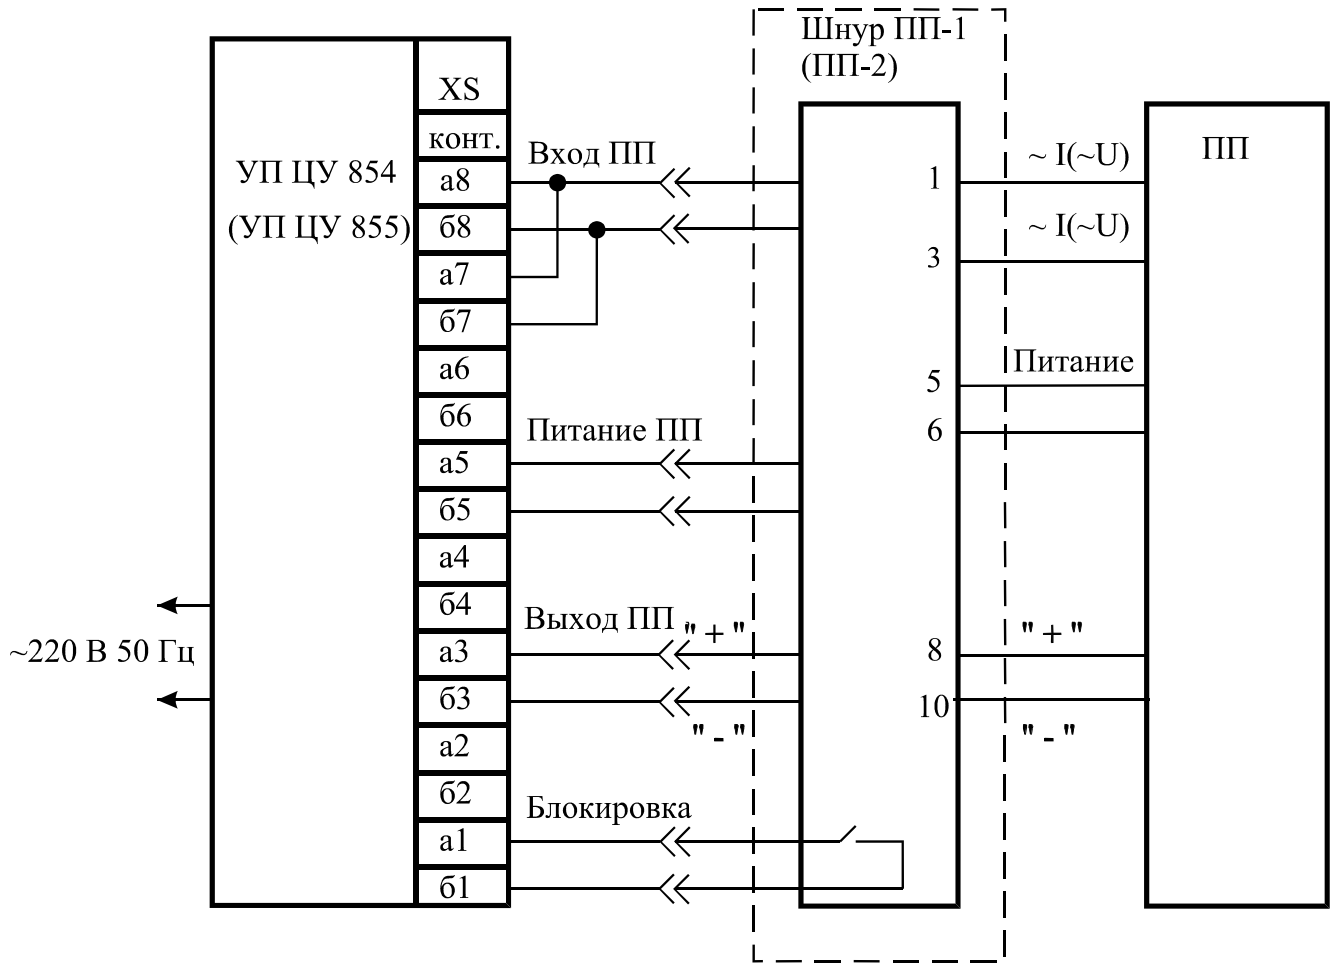 Шнур ПП-1
(ПП-2)
XS
конт.
УП ЦУ 854
(УП ЦУ 855)
Вход ПП
а8
б8
а7
б7
а6
б6
Питание ПП
а5
б5
а4
б4
Выход ПП
"+"
а3
б3
"-"
а2
б2
Блокировка
а1
б1
~220 В 50 Гц
1
3
5
6
8
10
~ I(~U)
~ I(~U)
Питание
"+"
"-"
ПП